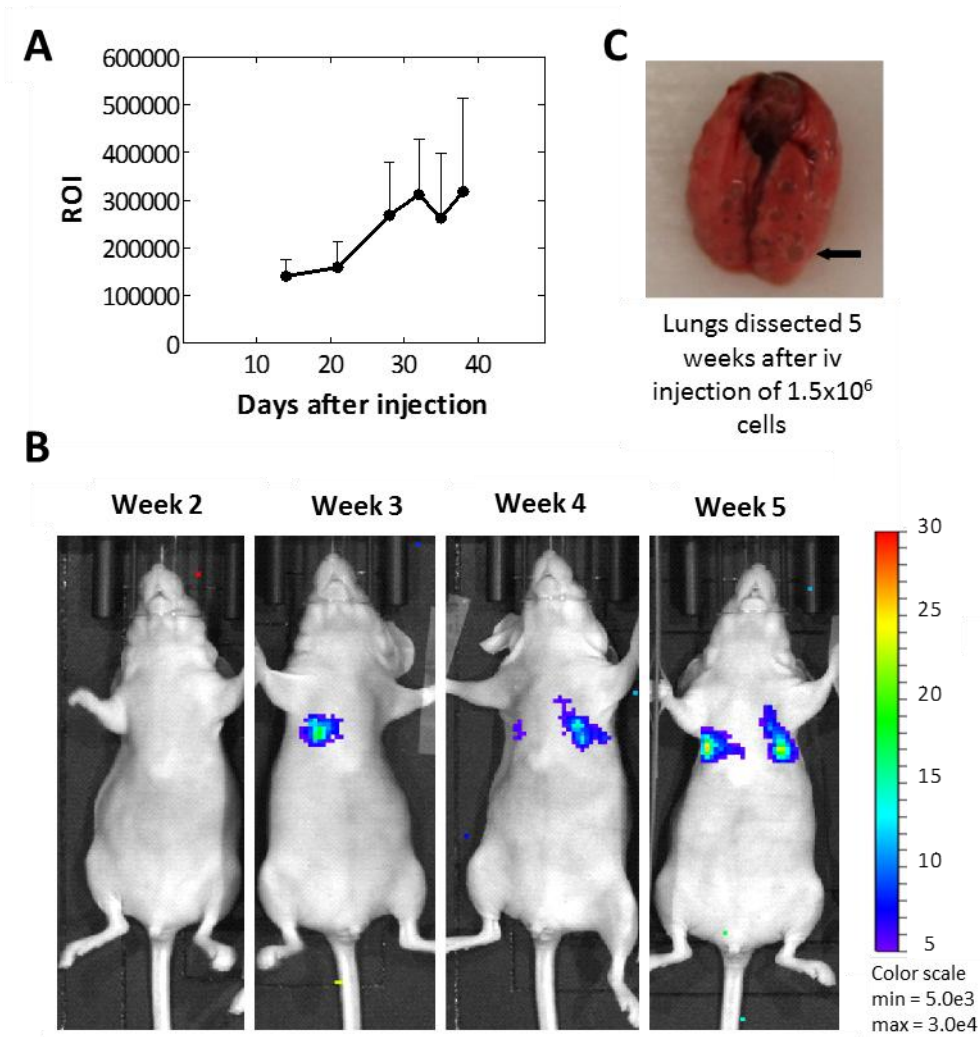 A
600000
500000
400000
300000
200000
100000
0
ROI
10 20 30 40
Days after injection
C
Lungs dissected 5
weeks after iv
injection of 1.5x10⁶
cells
B
Week 2 Week 3 Week 4 Week 5
30
25
20
15
10
5
Color scale
min = 5.0e3
max = 3.0e4